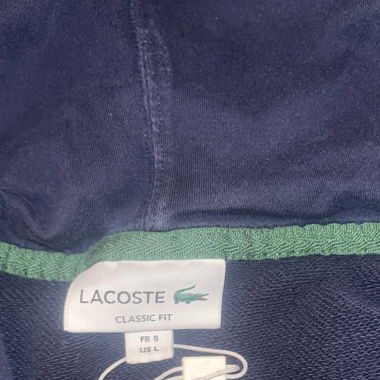 LACOSTE
CLASSIC FIT
FR 5
US L